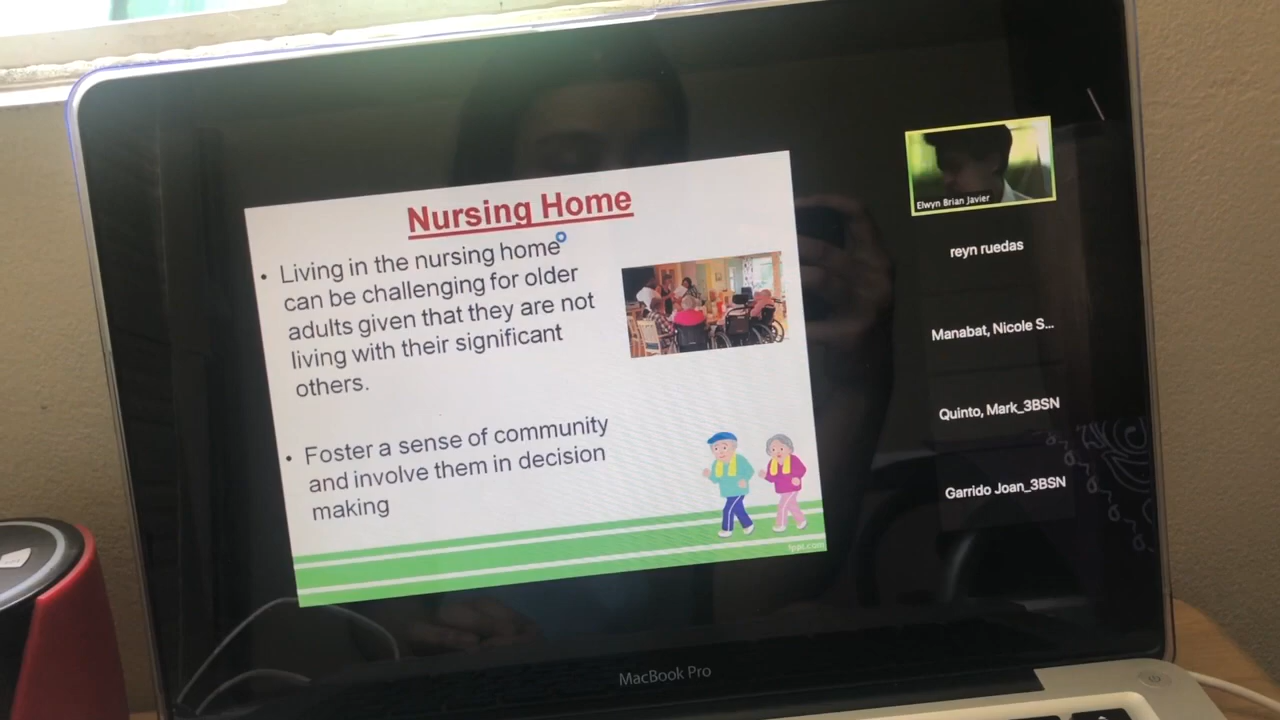 Nursing Home
• Living in the nursing home
can be challenging for older
adults given that they are not
living with their significant
others.
• Foster a sense of community
and involve them in decision
making
fppt.com
Elwyn Brian Javier
reyn ruedas
Manabat, Nicole S...
Quinto, Mark_3BSN
Garrido Joan_3BSN
MacBook Pro